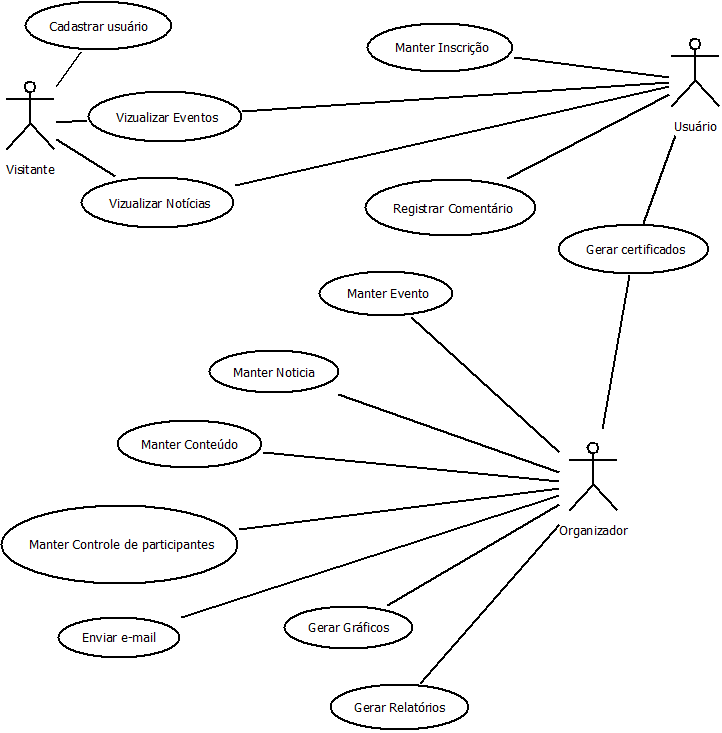 Cadastrar usuário
Manter Inscrição
Vizualizar Eventos
Usuário
Visitante
Vizualizar Notícias
Registrar Comentário
Gerar certificados
Manter Evento
Manter Noticia
Manter Conteúdo
Organizador
Manter Controle de participantes
Enviar e-mail
Gerar Gráficos
Gerar Relatórios